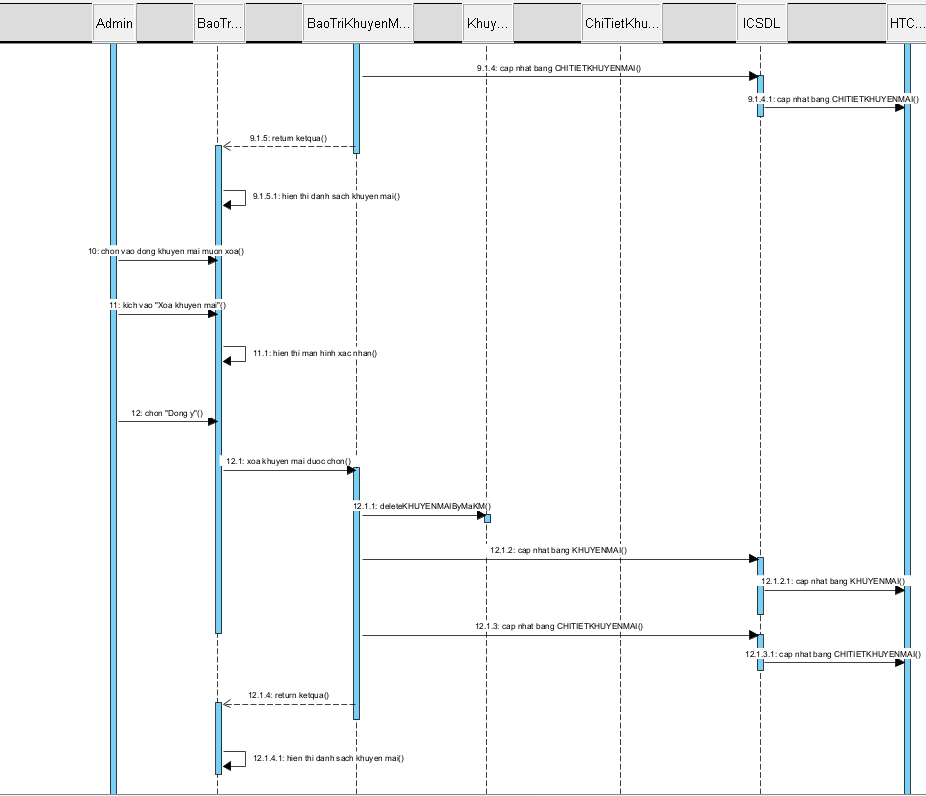 Admin
BaoTr...
BaoTriKhuyenM...
Khuy...
ChiTietKhu...
ICSDL
HTC...
9.1.4: cap nhat bang CHITIETKHUYENMAI()
9.1.4.1: cap nhat bang CHITIETKHUYENMAI()
9.1.5: return ketqua()
9.1.5.1: hien thi danh sach khuyen mai()
10: chon vao dong khuyen mai muon xoa()
11: kich vao "Xoa khuyen mai"()
11.1: hien thi man hinh xac nhan()
12: chon "Dong y"()
12.1: xoa khuyen mai duoc chon()
12.1.1: deleteKHUYENMAIByMaKM()
12.1.2: cap nhat bang KHUYENMAI()
12.1.2.1: cap nhat bang KHUYENMAI()
12.1.3: cap nhat bang CHITIETKHUYENMAI()
12.1.3.1: cap nhat bang CHITIETKHUYENMAI()
12.1.4: return ketqua()
12.1.4.1: hien thi danh sach khuyen mai()